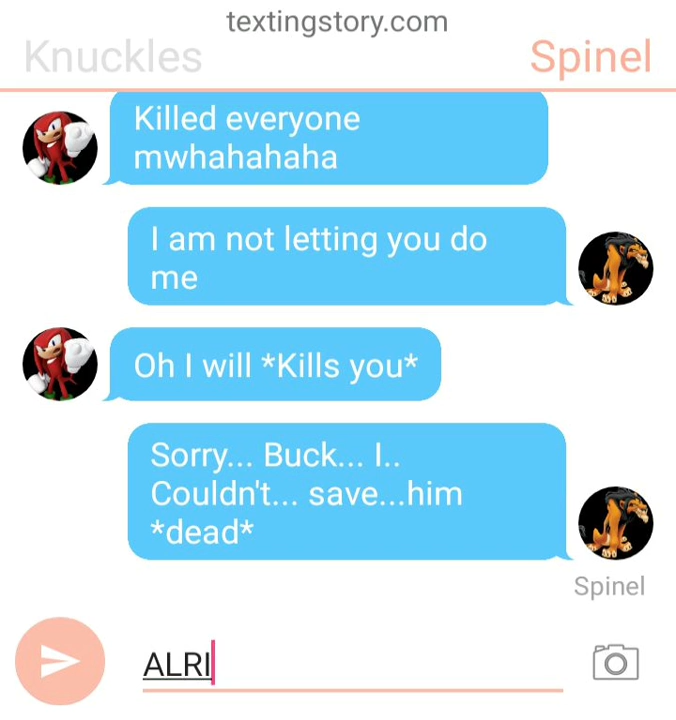 textingstory.com
Knuckles Spinel
Killed everyone
mwhahahaha
I am not letting you do
me
Oh I will *Kills you*
Sorry... Buck... I..
Couldn't... save...him
*dead*
Spinel
ALRI